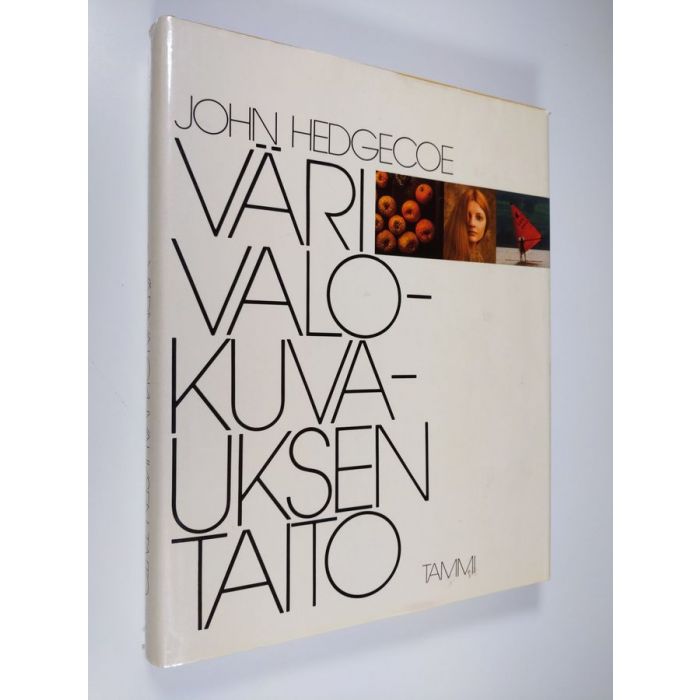 JOHN HEDGECOE
VÄRI
VALO-
KUVA-
UKSEN
TAITO
TAMMI